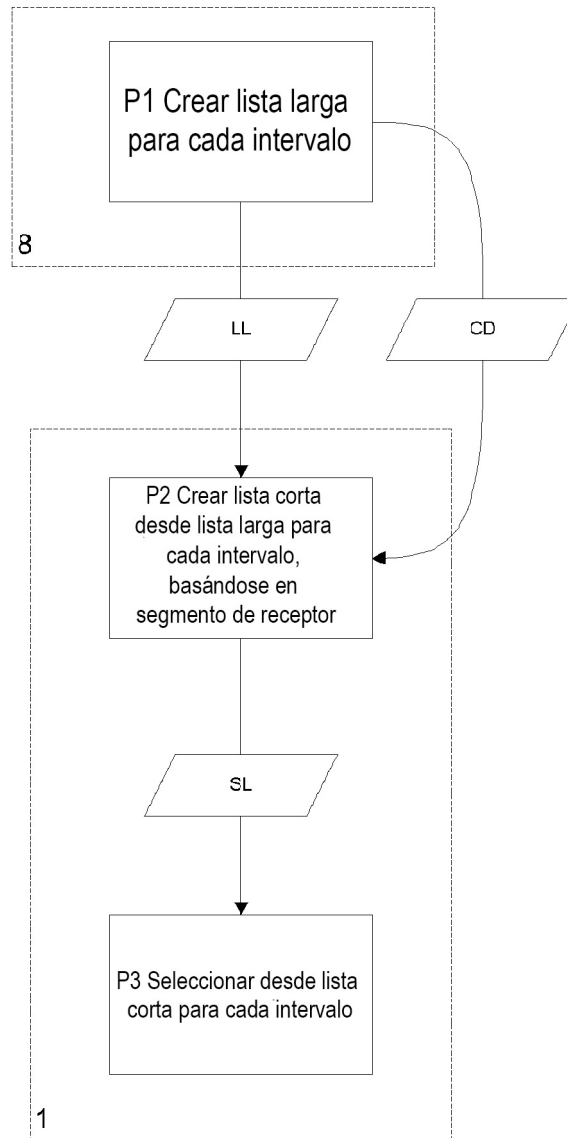 P1 Crear lista larga
para cada intervalo
8
LL
CD
P2 Crear lista corta
desde lista larga para
cada intervalo,
basándose en
segmento de receptor
SL
P3 Seleccionar desde lista
corta para cada intervalo
1